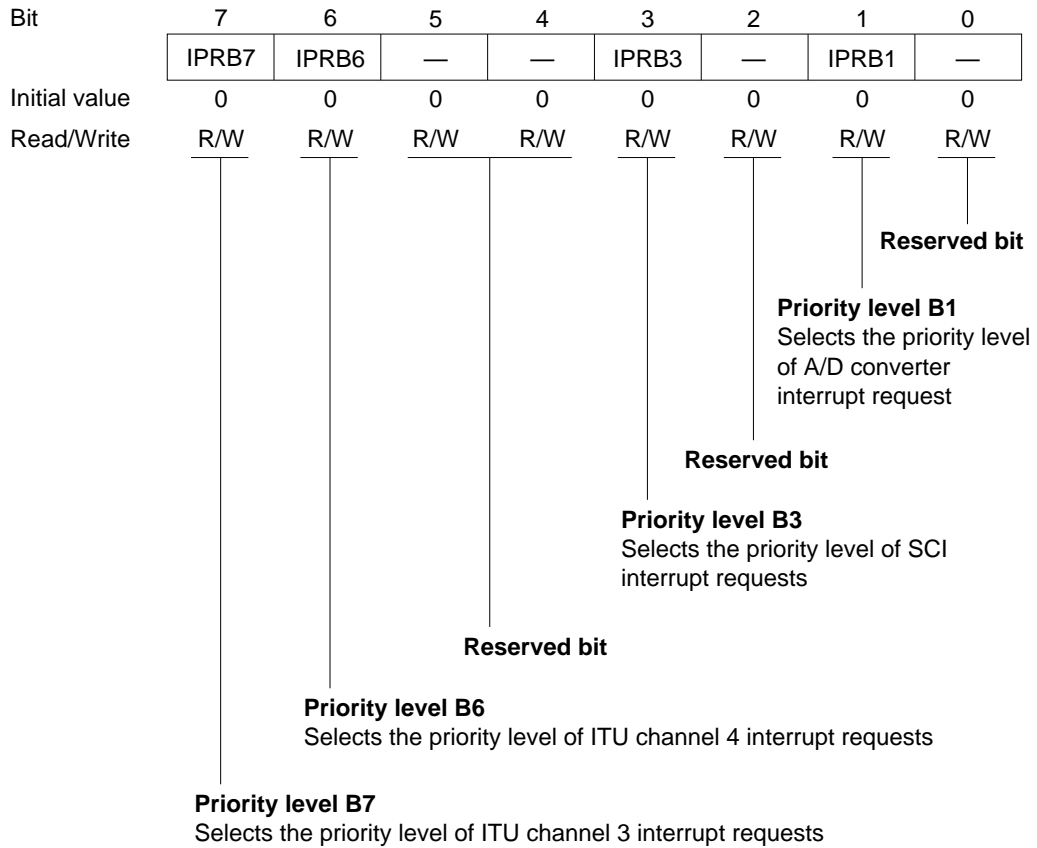 Bit 7 6 5 4 3 2 1 0
IPRB7 IPRB6 — — IPRB3 — IPRB1 —
Initial value 0 0 0 0 0 0 0 0
Read/Write R/W R/W R/W R/W R/W R/W R/W R/W
Reserved bit
Priority level B1
Selects the priority level
of A/D converter
interrupt request
Reserved bit
Priority level B3
Selects the priority level of SCI
interrupt requests
Reserved bit
Priority level B6
Selects the priority level of ITU channel 4 interrupt requests
Priority level B7
Selects the priority level of ITU channel 3 interrupt requests